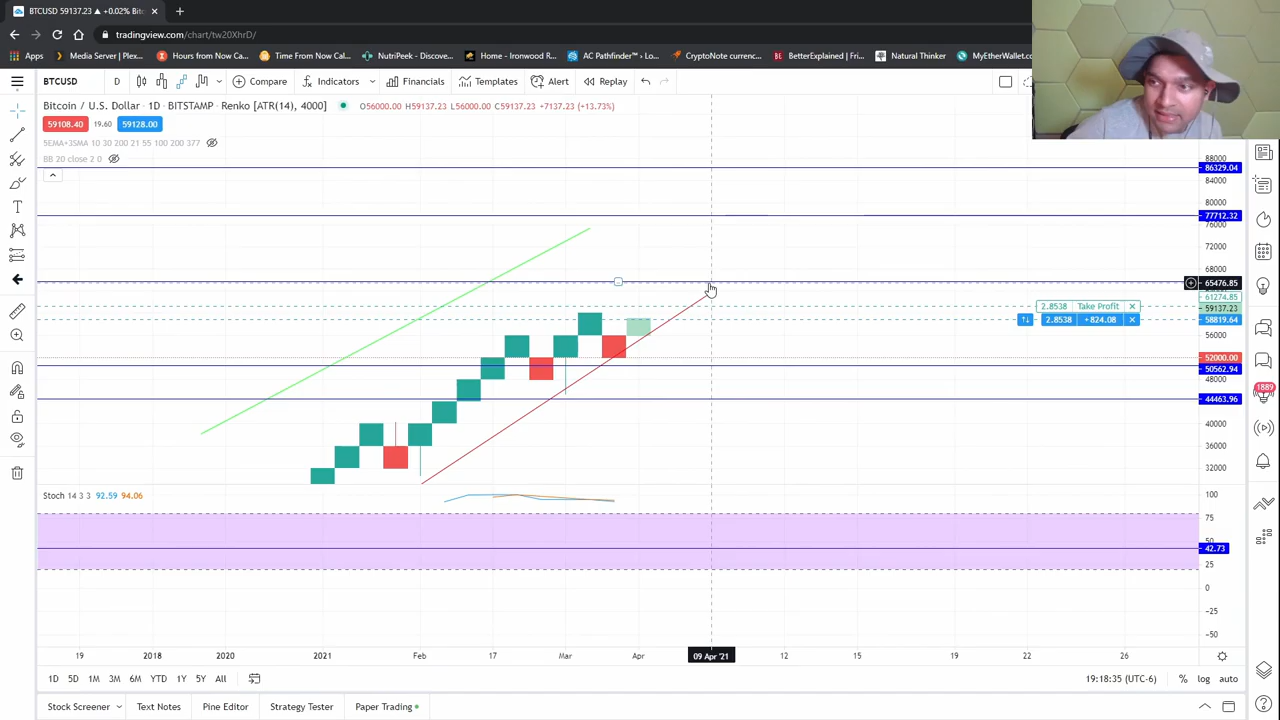 BTCUSD 59137.23 ▲ +0.02% Bitc
tradingview.com/chart/tw20XhrD/
Apps Media Server | Plex... Hours from Now Cal... Time From Now Cal... NutriPeek - Discove... Home - Ironwood R... AC Pathfinder™ > Lo... CryptoNote currenc... BetterExplained | Fri... Natural Thinker MyEtherWallet.co
BTCUSD D Compare Indicators Financials Templates Alert Replay
Bitcoin / U.S. Dollar · 1D · BITSTAMP · Renko [ATR(14), 4000] O56000.00 H59137.23 L56000.00 C59137.23 +7137.23 (+13.73%)
59108.40 19.60 59128.00
5EMA+3SMA 10 30 200 21 55 100 200 377
BB 20 close 2 0
88000
86329.04
84000
80000
77712.32
76000
72000
68000
65476.85
61274.85
2.8538 Take Profit
59137.23
2.8538 +824.08
58819.64
56000
52000.00
50562.94
48000
44463.96
40000
36000
32000
Stoch 14 3 3 92.59 94.06
100
75
50
42.73
25
0
−25
−50
1889
19 2018 2020 2021 Feb 17 Mar Apr 09 Apr '21 12 15 19 22 26
1D 5D 1M 3M 6M YTD 1Y 5Y All 19:18:35 (UTC-6) % log auto
Stock Screener Text Notes Pine Editor Strategy Tester Paper Trading